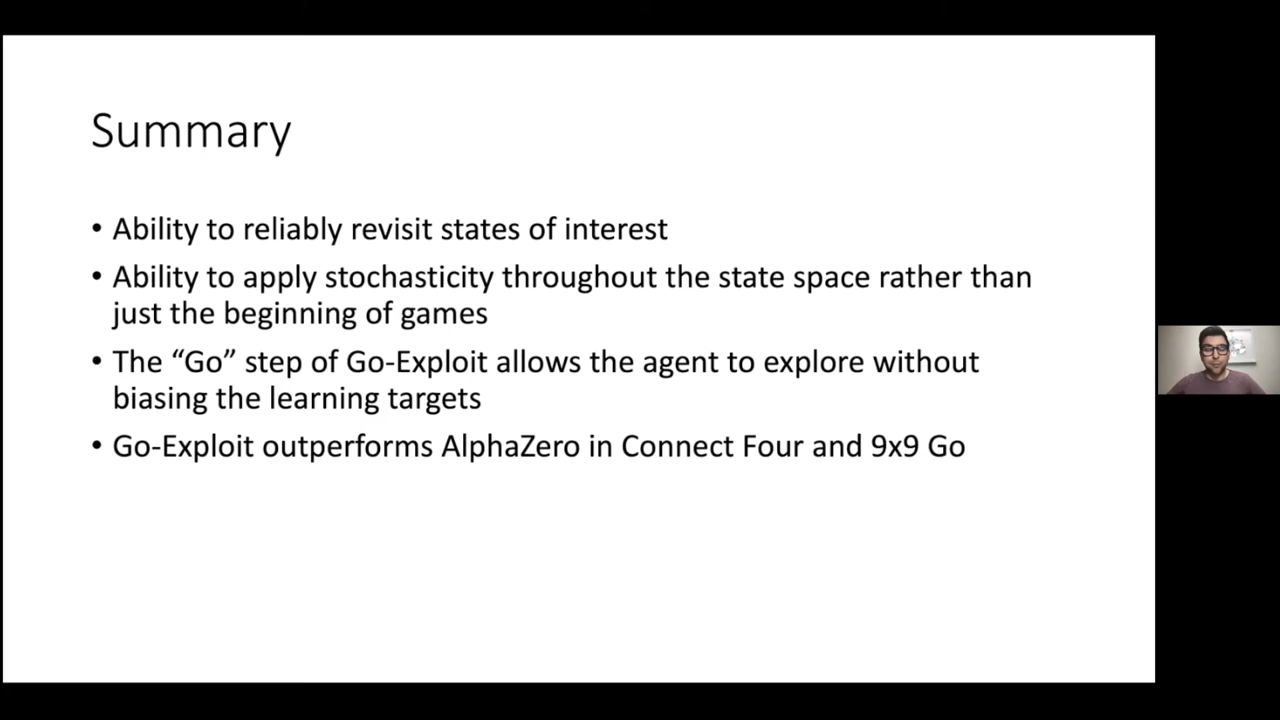 Summary
• Ability to reliably revisit states of interest
• Ability to apply stochasticity throughout the state space rather than
just the beginning of games
• The “Go” step of Go-Exploit allows the agent to explore without
biasing the learning targets
• Go-Exploit outperforms AlphaZero in Connect Four and 9x9 Go